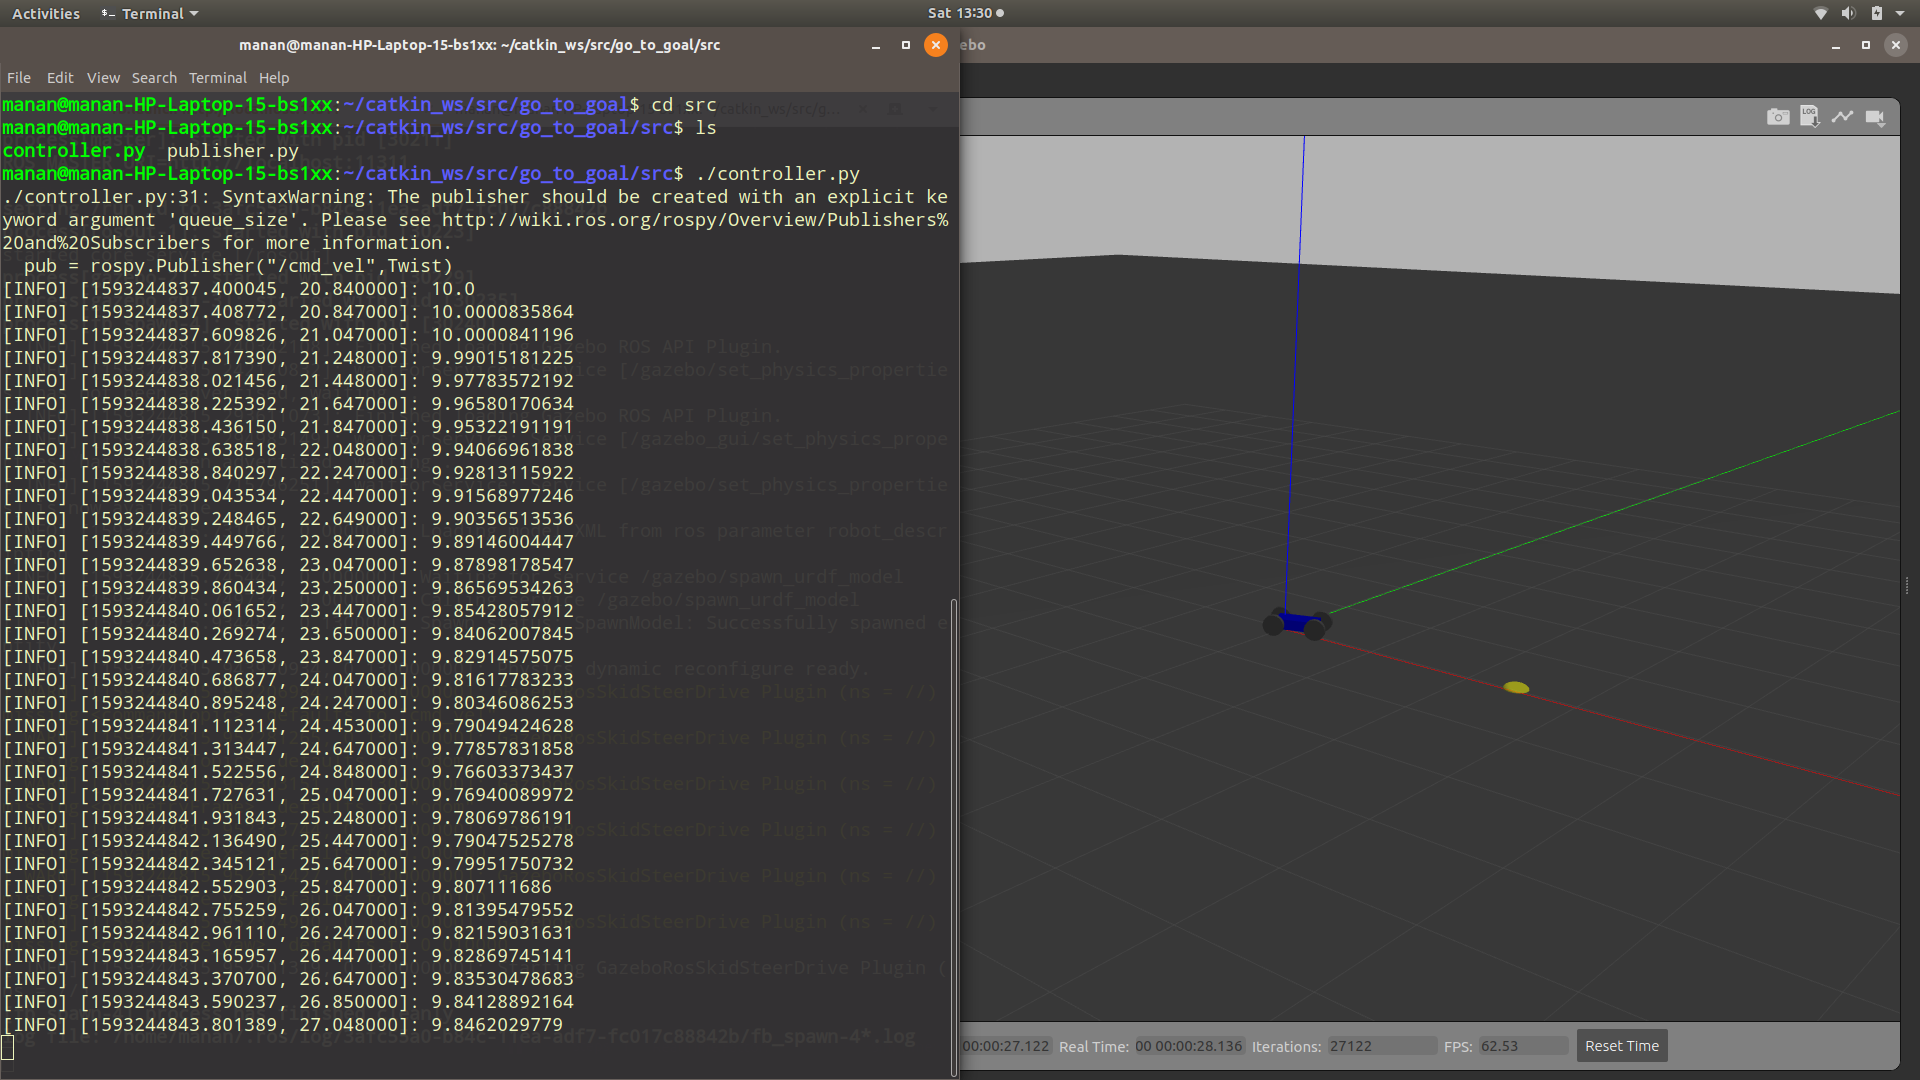 Activities Terminal Sat 13:30
manan@manan-HP-Laptop-15-bs1xx: ~/catkin_ws/src/go_to_goal/src
File Edit View Search Terminal Help
manan@manan-HP-Laptop-15-bs1xx:~/catkin_ws/src/go_to_goal$ cd src
manan@manan-HP-Laptop-15-bs1xx:~/catkin_ws/src/go_to_goal/src$ ls
controller.py publisher.py
manan@manan-HP-Laptop-15-bs1xx:~/catkin_ws/src/go_to_goal/src$ ./controller.py
./controller.py:31: SyntaxWarning: The publisher should be created with an explicit ke
yword argument 'queue_size'. Please see http://wiki.ros.org/rospy/Overview/Publishers%
20and%20Subscribers for more information.
pub = rospy.Publisher("/cmd_vel",Twist)
[INFO] [1593244837.400045, 20.840000]: 10.0
[INFO] [1593244837.408772, 20.847000]: 10.0000835864
[INFO] [1593244837.609826, 21.047000]: 10.0000841196
[INFO] [1593244837.817390, 21.248000]: 9.99015181225
[INFO] [1593244838.021456, 21.448000]: 9.97783572192
[INFO] [1593244838.225392, 21.647000]: 9.96580170634
[INFO] [1593244838.436150, 21.847000]: 9.95322191191
[INFO] [1593244838.638518, 22.048000]: 9.94066961838
[INFO] [1593244838.840297, 22.247000]: 9.92813115922
[INFO] [1593244839.043534, 22.447000]: 9.91568977246
[INFO] [1593244839.248465, 22.649000]: 9.90356513536
[INFO] [1593244839.449766, 22.847000]: 9.89146004447
[INFO] [1593244839.652638, 23.047000]: 9.87898178547
[INFO] [1593244839.860434, 23.250000]: 9.86569534263
[INFO] [1593244840.061652, 23.447000]: 9.85428057912
[INFO] [1593244840.269274, 23.650000]: 9.84062007845
[INFO] [1593244840.473658, 23.847000]: 9.82914575075
[INFO] [1593244840.686877, 24.047000]: 9.81617783233
[INFO] [1593244840.895248, 24.247000]: 9.80346086253
[INFO] [1593244841.112314, 24.453000]: 9.79049424628
[INFO] [1593244841.313447, 24.647000]: 9.77857831858
[INFO] [1593244841.522556, 24.848000]: 9.76603373437
[INFO] [1593244841.727631, 25.047000]: 9.76940089972
[INFO] [1593244841.931843, 25.248000]: 9.78069786191
[INFO] [1593244842.136490, 25.447000]: 9.79047525278
[INFO] [1593244842.345121, 25.647000]: 9.79951750732
[INFO] [1593244842.552903, 25.847000]: 9.807111686
[INFO] [1593244842.755259, 26.047000]: 9.81395479552
[INFO] [1593244842.961110, 26.247000]: 9.82159031631
[INFO] [1593244843.165957, 26.447000]: 9.82869745141
[INFO] [1593244843.370700, 26.647000]: 9.83530478683
[INFO] [1593244843.590237, 26.850000]: 9.84128892164
[INFO] [1593244843.801389, 27.048000]: 9.8462029779
ebo
LOG
00:00:27.122 Real Time: 00 00:00:28.136 Iterations: 27122 FPS: 62.53 Reset Time